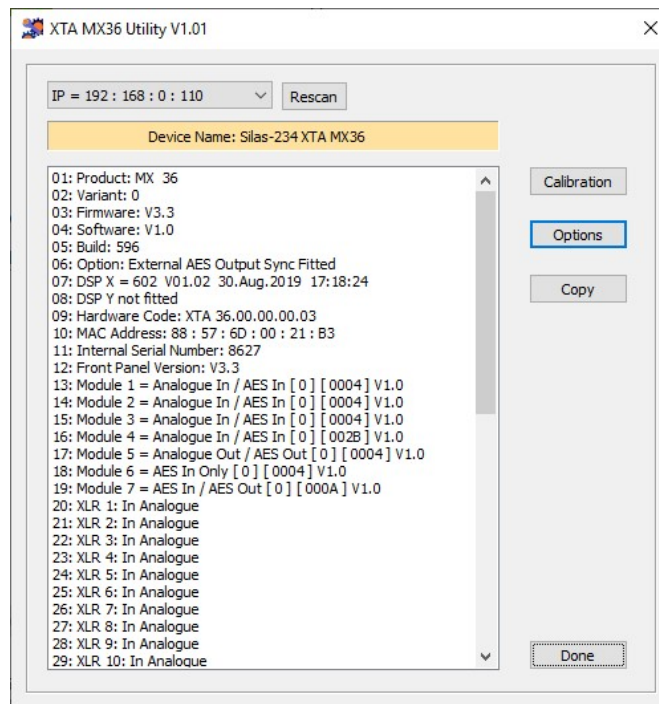 XTA MX36 Utility V1.01
IP = 192 : 168 : 0 : 110
Rescan
Device Name: Silas-234 XTA MX36
01: Product: MX 36
02: Variant: 0
03: Firmware: V3.3
04: Software: V1.0
05: Build: 596
06: Option: External AES Output Sync Fitted
07: DSP X = 602 V01.02 30.Aug.2019 17:18:24
08: DSP Y not fitted
09: Hardware Code: XTA 36.00.00.00.03
10: MAC Address: 88 : 57 : 6D : 00 : 21 : B3
11: Internal Serial Number: 8627
12: Front Panel Version: V3.3
13: Module 1 = Analogue In / AES In [ 0 ] [ 0004 ] V1.0
14: Module 2 = Analogue In / AES In [ 0 ] [ 0004 ] V1.0
15: Module 3 = Analogue In / AES In [ 0 ] [ 0004 ] V1.0
16: Module 4 = Analogue In / AES In [ 0 ] [ 002B ] V1.0
17: Module 5 = Analogue Out / AES Out [ 0 ] [ 0004 ] V1.0
18: Module 6 = AES In Only [ 0 ] [ 0004 ] V1.0
19: Module 7 = AES In / AES Out [ 0 ] [ 000A ] V1.0
20: XLR 1: In Analogue
21: XLR 2: In Analogue
22: XLR 3: In Analogue
23: XLR 4: In Analogue
24: XLR 5: In Analogue
25: XLR 6: In Analogue
26: XLR 7: In Analogue
27: XLR 8: In Analogue
28: XLR 9: In Analogue
29: XLR 10: In Analogue
Calibration
Options
Copy
Done